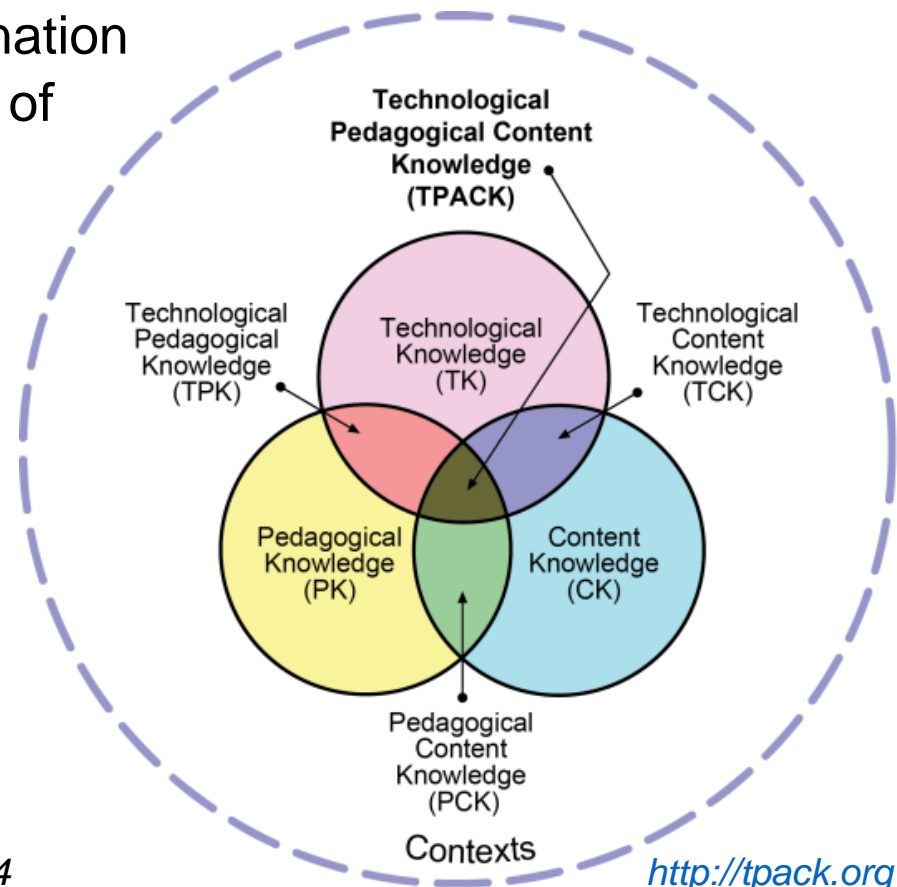 nation
of
Technological
Pedagogical Content
Knowledge
(TPACK)
Technological
Pedagogical
Knowledge
(TPK)
Technological
Knowledge
(TK)
Technological
Content
Knowledge
(TCK)
Pedagogical
Knowledge
(PK)
Content
Knowledge
(CK)
Pedagogical
Content
Knowledge
(PCK)
Contexts
4
http://tpack.org